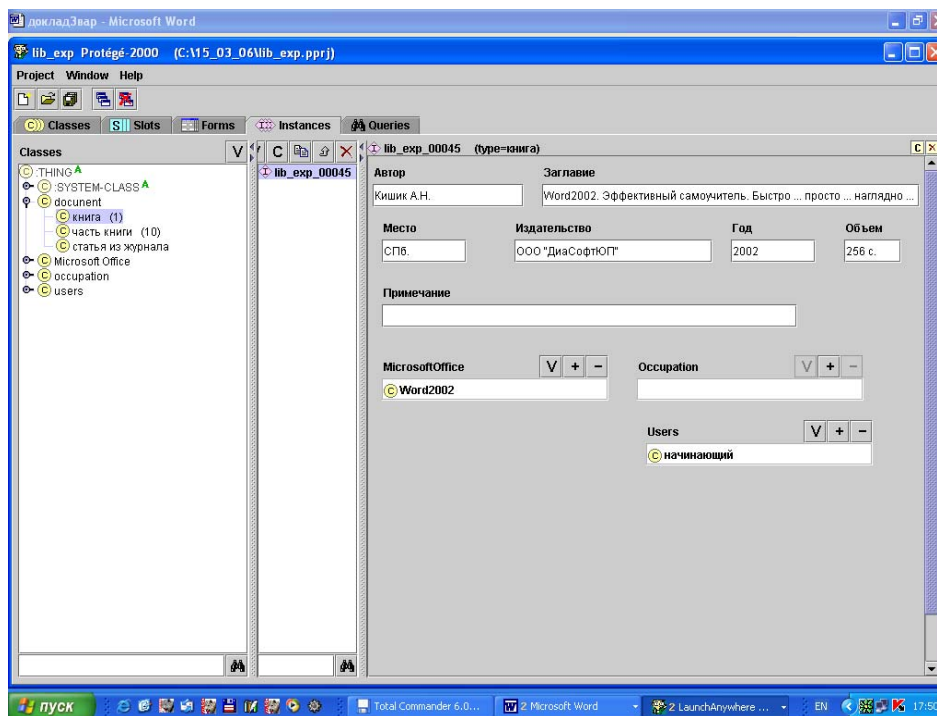 доклад3вар - Microsoft Word
lib_exp Protégé-2000 (C:\15_03_06\lib_exp.pprj)
Project Window Help
Classes Slots Forms Instances Queries
Classes V C lib_exp_00045 (type=книга) C
:THING A
:SYSTEM-CLASS A
document
книга (1)
часть книги (10)
статья из журнала
Microsoft Office
occupation
users
lib_exp_00045
Автор Заглавие
Кишик А.Н. Word2002. Эффективный самоучитель. Быстро ... просто ... наглядно ...
Место Издательство Год Объем
СПб. ООО "ДиаСофтЮП" 2002 256 с.
Примечание
MicrosoftOffice V + − Occupation V + −
Word2002
Users V + −
начинающий
пуск Total Commander 6.0... 2 Microsoft Word 2 LaunchAnywhere ... EN 17:50